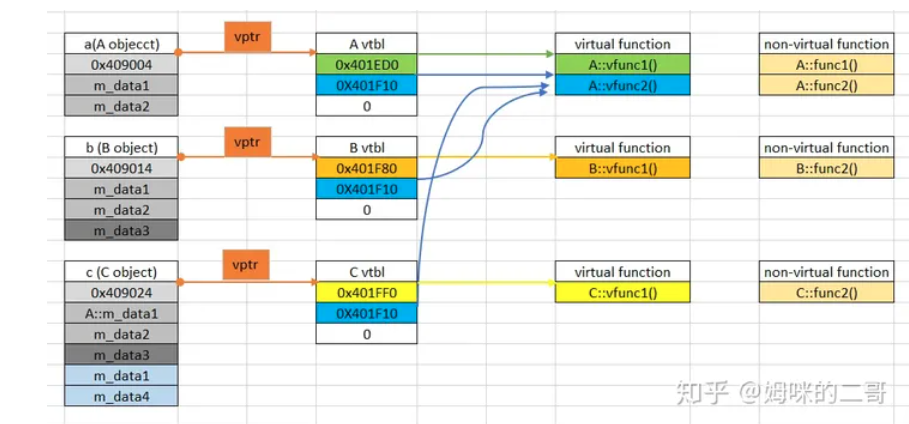 vptr
a(A objecct) A vtbl virtual function non-virtual function
0x409004 0x401ED0 A::vfunc1() A::func1()
m_data1 0X401F10 A::vfunc2() A::func2()
m_data2 0
vptr
b (B object) B vtbl virtual function non-virtual function
0x409014 0x401F80 B::vfunc1() B::func2()
m_data1 0X401F10
m_data2 0
m_data3
vptr
c (C object) C vtbl virtual function non-virtual function
0x409024 0x401FF0 C::vfunc1() C::func2()
A::m_data1 0X401F10
m_data2 0
m_data3
m_data1
m_data4
知乎 @姆咪的二哥